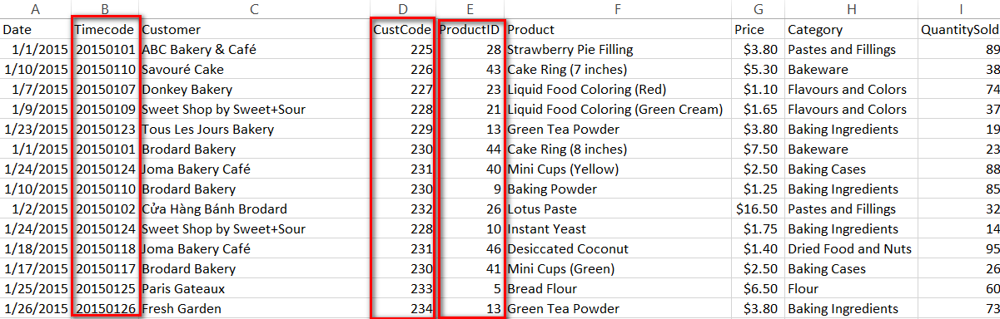 A B C D E F G H I
Date Timecode Customer CustCode ProductID Product Price Category QuantitySold
1/1/2015 20150101 ABC Bakery & Café 225 28 Strawberry Pie Filling $3.80 Pastes and Fillings 89
1/10/2015 20150110 Savouré Cake 226 43 Cake Ring (7 inches) $5.30 Bakeware 38
1/7/2015 20150107 Donkey Bakery 227 23 Liquid Food Coloring (Red) $1.10 Flavours and Colors 74
1/9/2015 20150109 Sweet Shop by Sweet+Sour 228 21 Liquid Food Coloring (Green Cream) $1.65 Flavours and Colors 37
1/23/2015 20150123 Tous Les Jours Bakery 229 13 Green Tea Powder $3.80 Baking Ingredients 19
1/1/2015 20150101 Brodard Bakery 230 44 Cake Ring (8 inches) $7.50 Bakeware 23
1/24/2015 20150124 Joma Bakery Café 231 40 Mini Cups (Yellow) $2.50 Baking Cases 88
1/10/2015 20150110 Brodard Bakery 230 9 Baking Powder $1.25 Baking Ingredients 85
1/2/2015 20150102 Cửa Hàng Bánh Brodard 232 26 Lotus Paste $16.50 Pastes and Fillings 32
1/24/2015 20150124 Sweet Shop by Sweet+Sour 228 10 Instant Yeast $1.75 Baking Ingredients 14
1/18/2015 20150118 Joma Bakery Café 231 46 Desiccated Coconut $1.40 Dried Food and Nuts 95
1/17/2015 20150117 Brodard Bakery 230 41 Mini Cups (Green) $2.50 Baking Cases 26
1/25/2015 20150125 Paris Gateaux 233 5 Bread Flour $6.50 Flour 60
1/26/2015 20150126 Fresh Garden 234 13 Green Tea Powder $3.80 Baking Ingredients 73